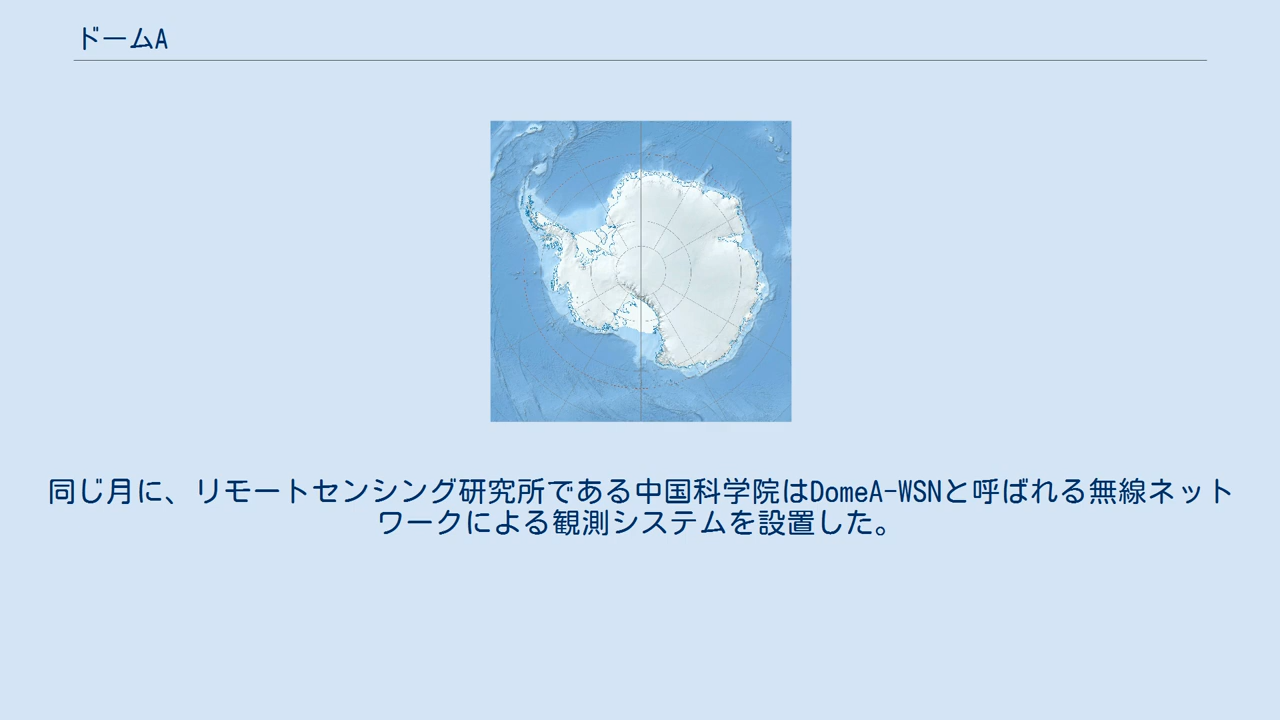 ドームA
同じ月に、リモートセンシング研究所である中国科学院はDomeA-WSNと呼ばれる無線ネット
ワークによる観測システムを設置した。